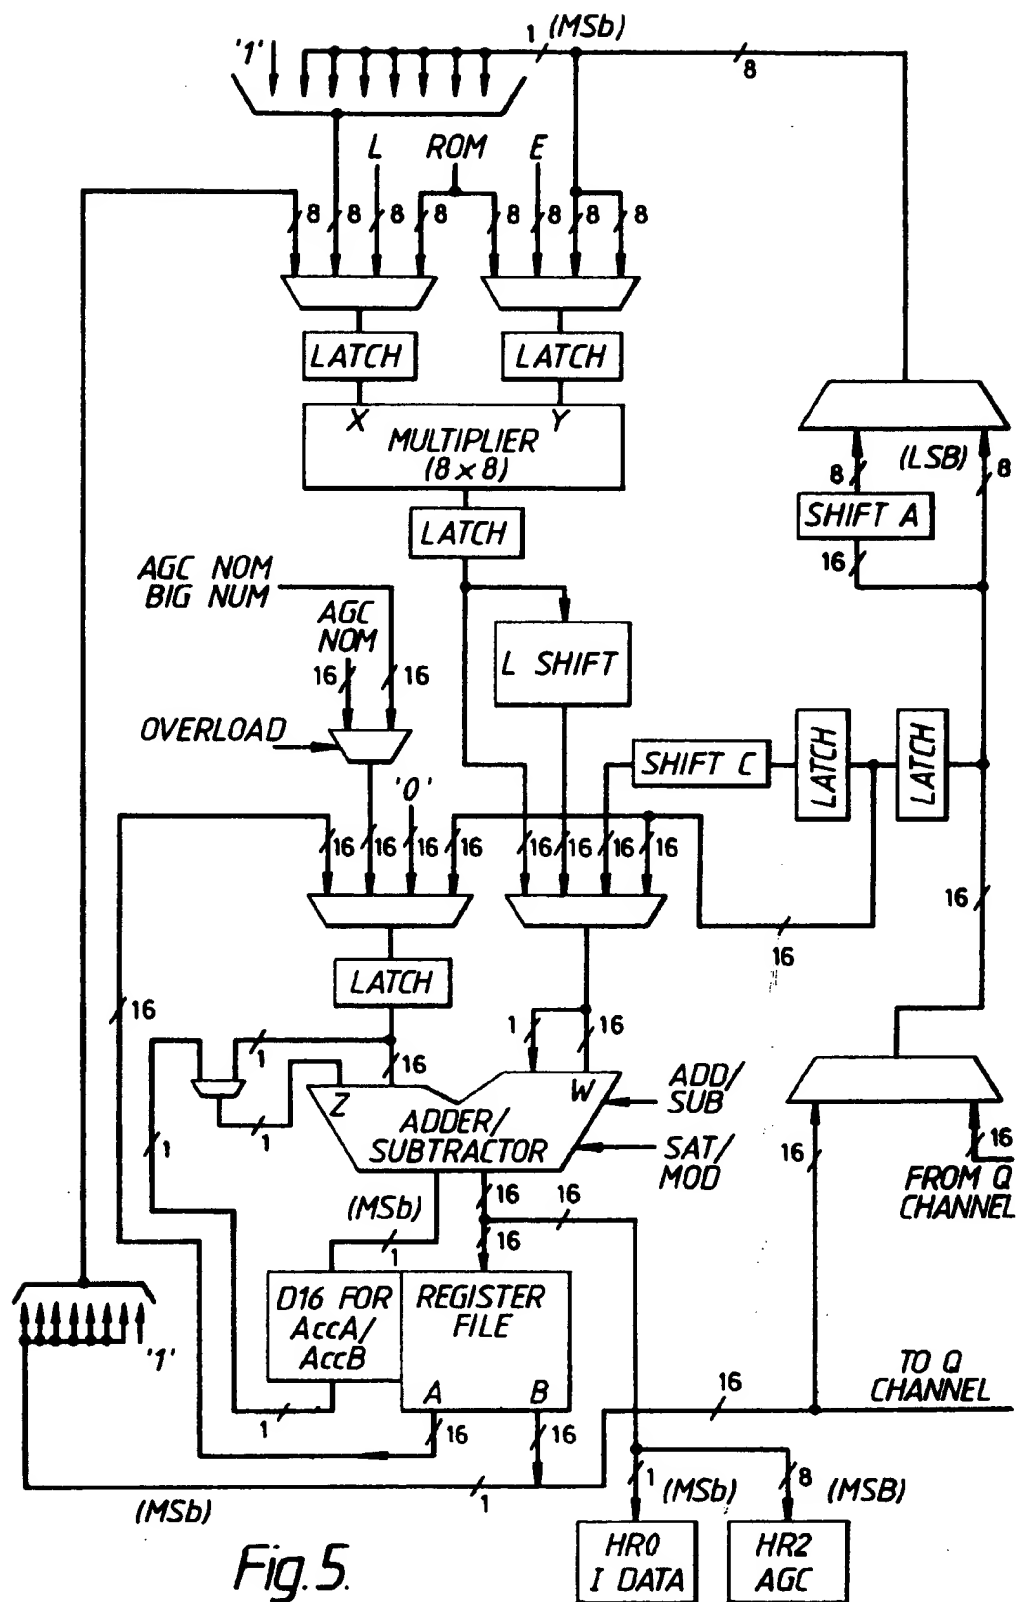 1 (MSb)
'1'
8
L ROM E
8 8 8 8 8 8 8 8
LATCH LATCH
X Y
MULTIPLIER
(8 x 8)
(LSB)
8 8
SHIFT A
LATCH
16
AGC NOM
BIG NUM
AGC
NOM
16 16
L SHIFT
OVERLOAD
SHIFT C
LATCH
LATCH
'0'
16 16 16 16 16 16 16 16
16
16
LATCH
16
1 1 16
16
Z W
ADD/
SUB
ADDER/
SUBTRACTOR
1 1
SAT/
MOD
16 16
FROM Q
CHANNEL
(MSb)
16 16
1 16
D16 FOR
AccA/
AccB
REGISTER
FILE
'1'
A B
TO Q
CHANNEL
16
1 16 16
(MSb) 1
1 (MSb) 8 (MSB)
HR0
I DATA
HR2
AGC
Fig. 5.